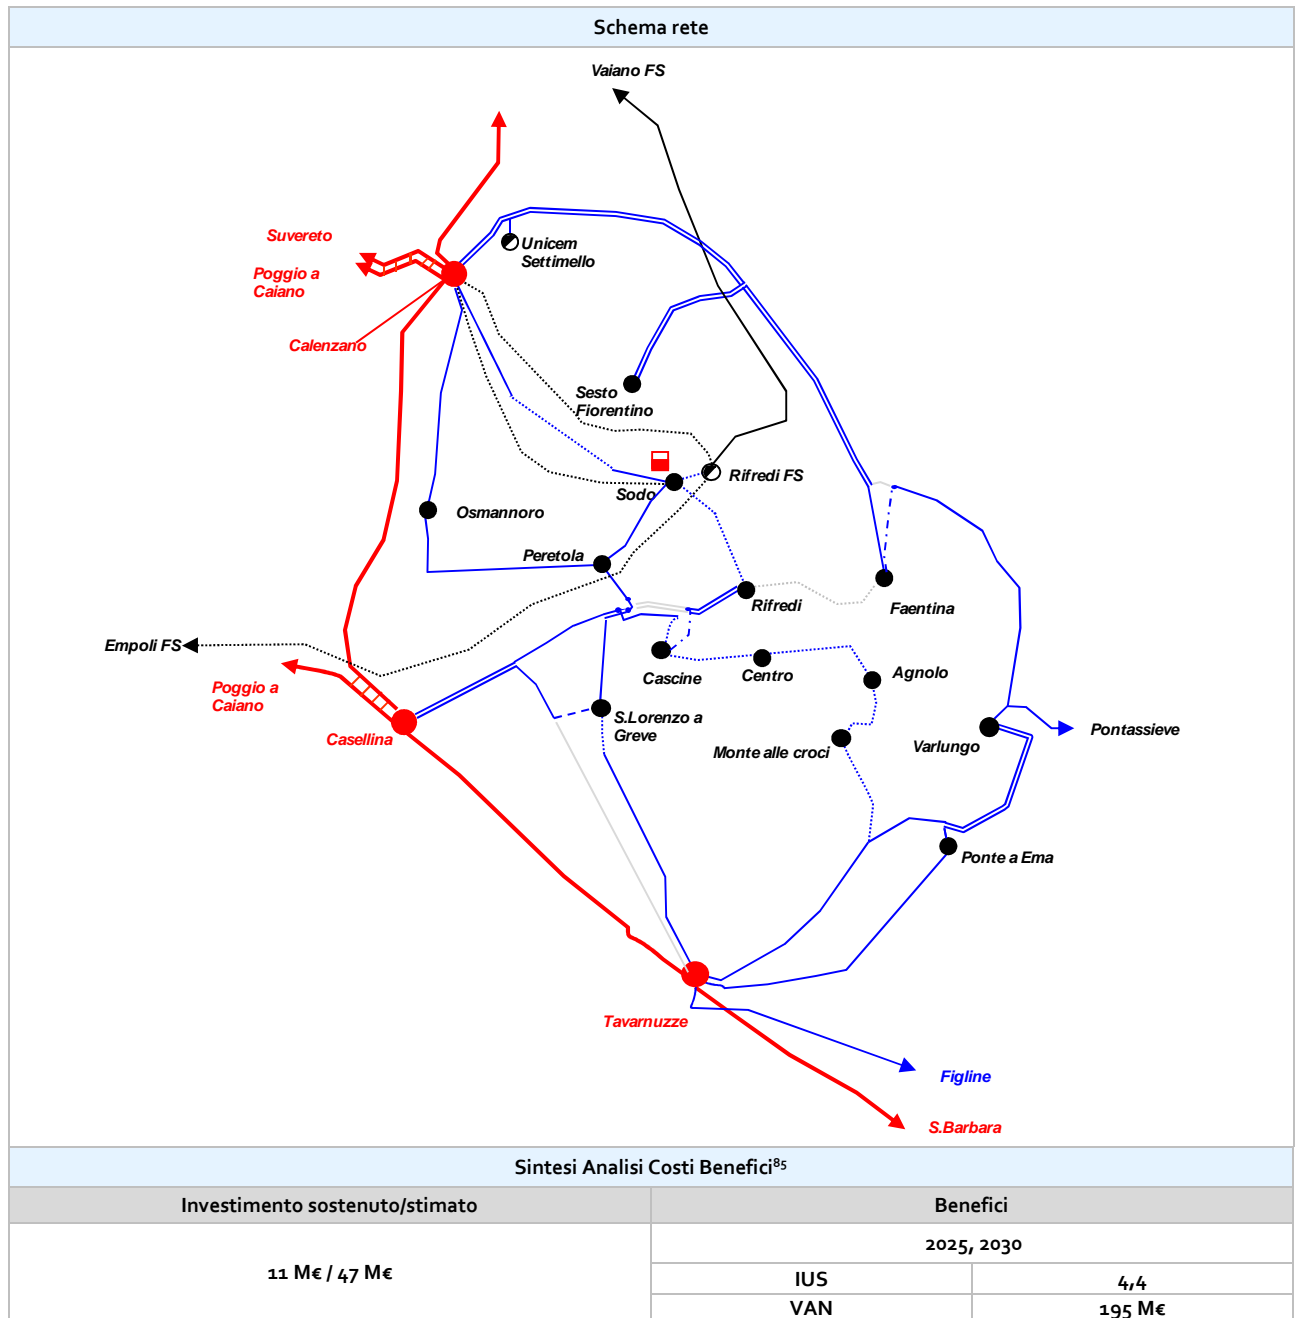 Schema rete
Vaiano FS
Suvereto
Poggio a
Caiano
Calenzano
Unicem
Settimello
Sesto
Fiorentino
Rifredi FS
Sodo
Osmannoro
Peretola
Rifredi
Faentina
Empoli FS
Poggio a
Caiano
Casellina
Cascine
Centro
Agnolo
S.Lorenzo a
Greve
Monte alle croci
Varlungo
Pontassieve
Ponte a Ema
Tavarnuzze
Figline
S.Barbara
Sintesi Analisi Costi Benefici85
Investimento sostenuto/stimato
Benefici
11 M€ / 47 M€
2025, 2030
IUS
4,4
VAN
195 M€